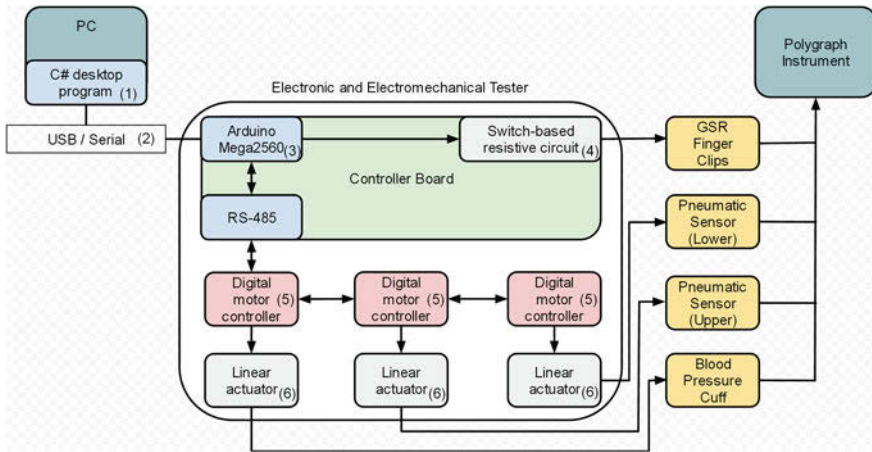 PC
C# desktop
program (1)
USB / Serial (2)
Electronic and Electromechanical Tester
Arduino
Mega2560(3)
Switch-based
resistive circuit(4)
Controller Board
RS-485
Digital
motor (5)
controller
Digital
motor (5)
controller
Digital
motor (5)
controller
Linear
actuator(6)
Linear
actuator(6)
Linear
actuator(6)
Polygraph
Instrument
GSR
Finger
Clips
Pneumatic
Sensor
(Lower)
Pneumatic
Sensor
(Upper)
Blood
Pressure
Cuff